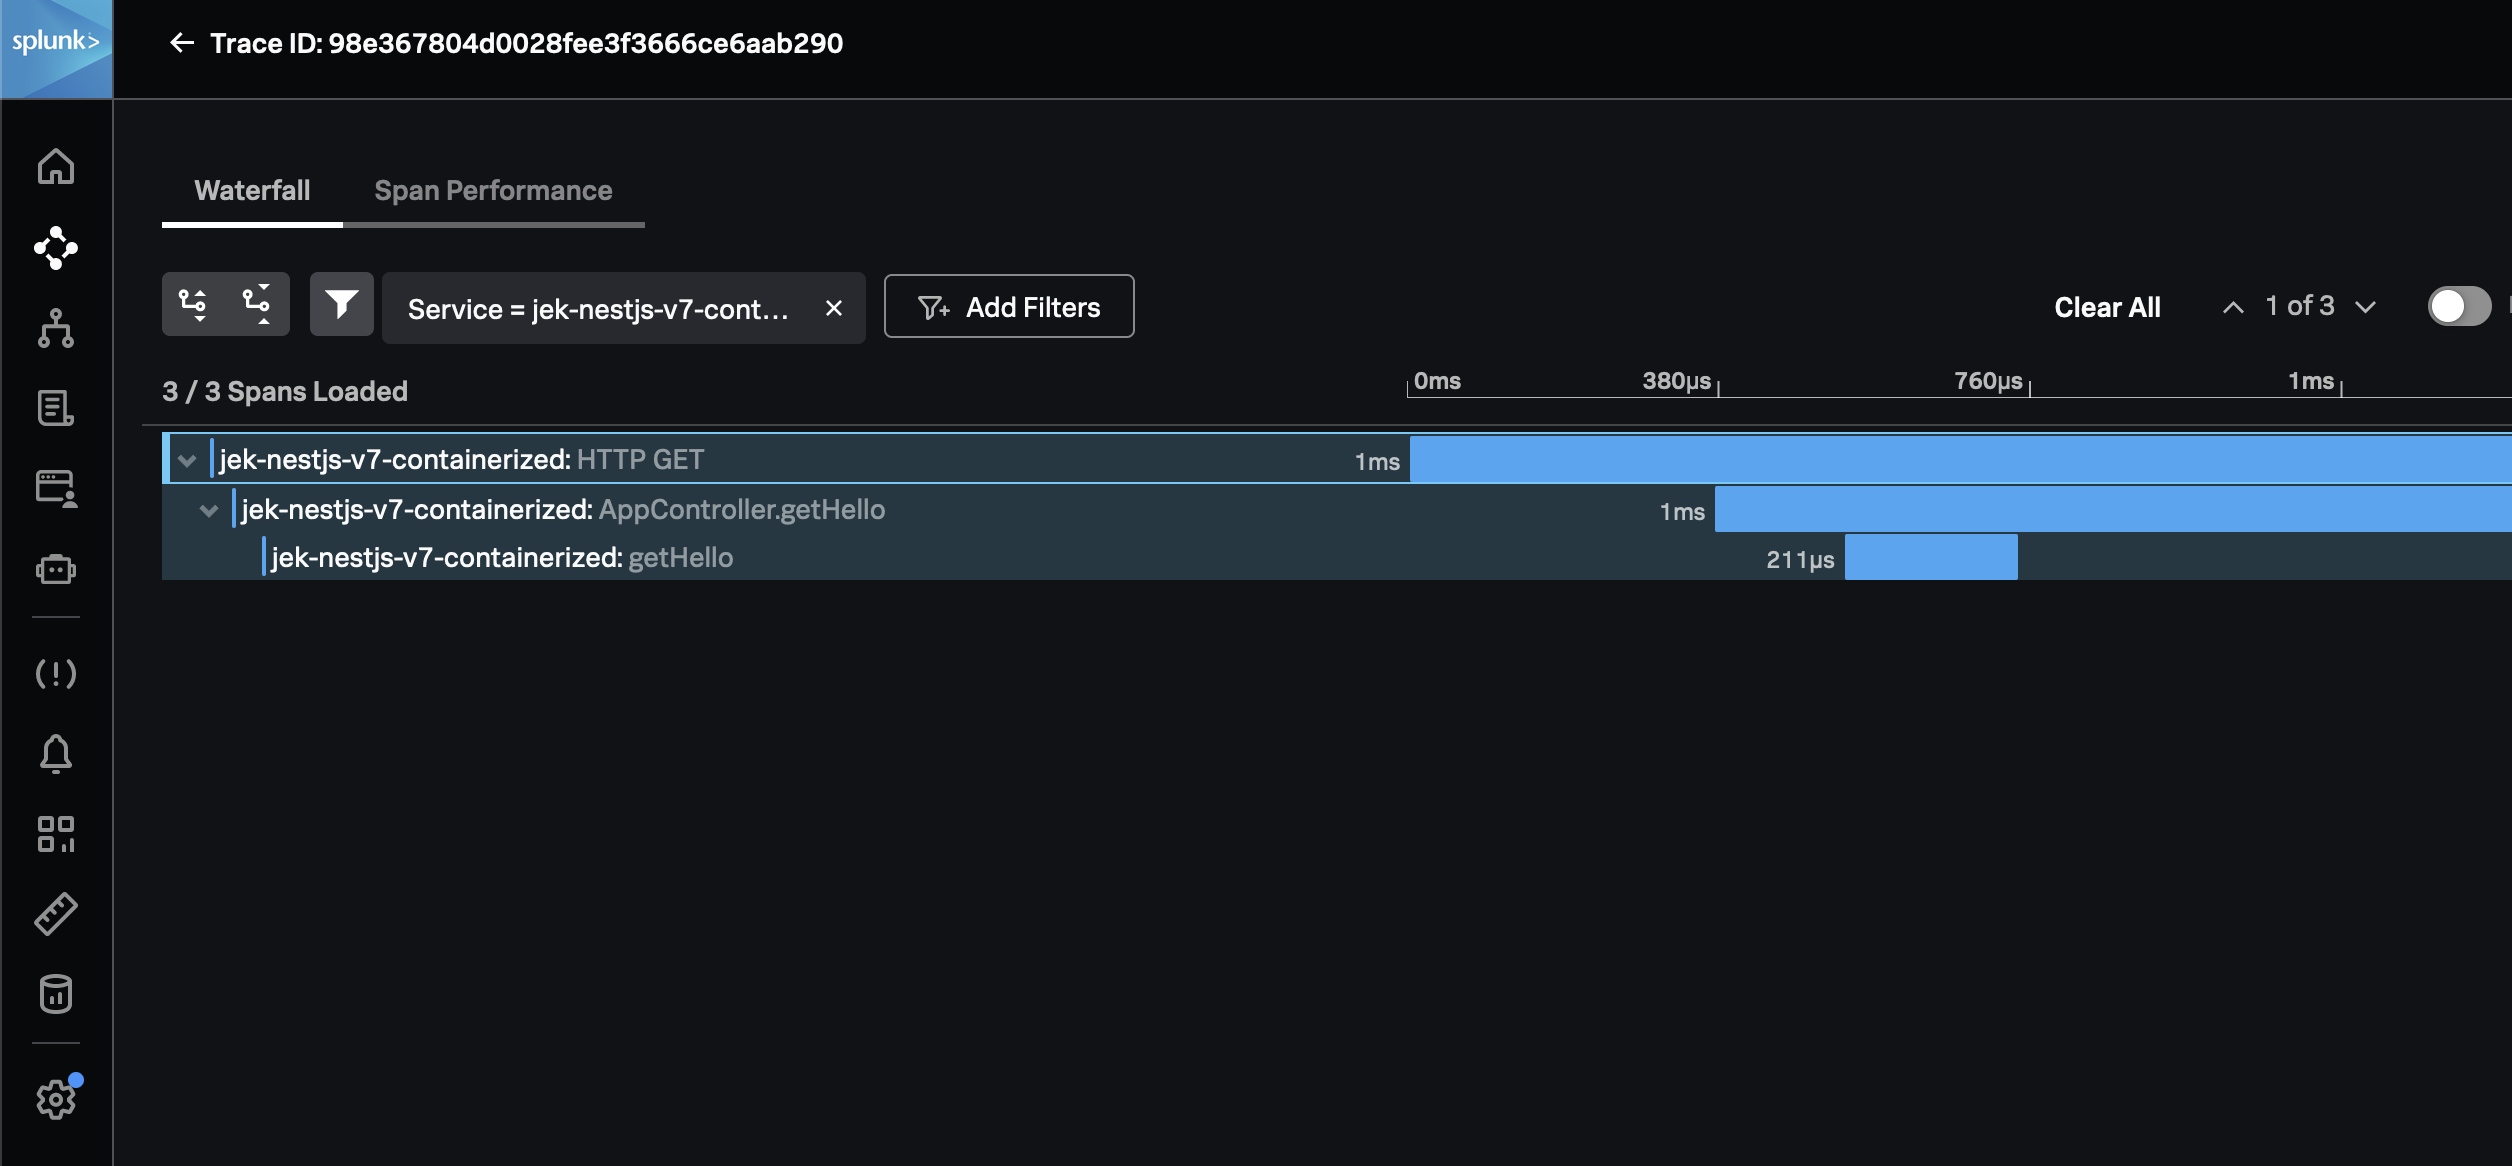 splunk>
Trace ID: 98e367804d0028fee3f3666ce6aab290
Waterfall Span Performance
Service = jek-nestjs-v7-cont... Add Filters Clear All 1 of 3
3 / 3 Spans Loaded 0ms 380µs 760µs 1ms
jek-nestjs-v7-containerized: HTTP GET 1ms
jek-nestjs-v7-containerized: AppController.getHello 1ms
jek-nestjs-v7-containerized: getHello 211µs